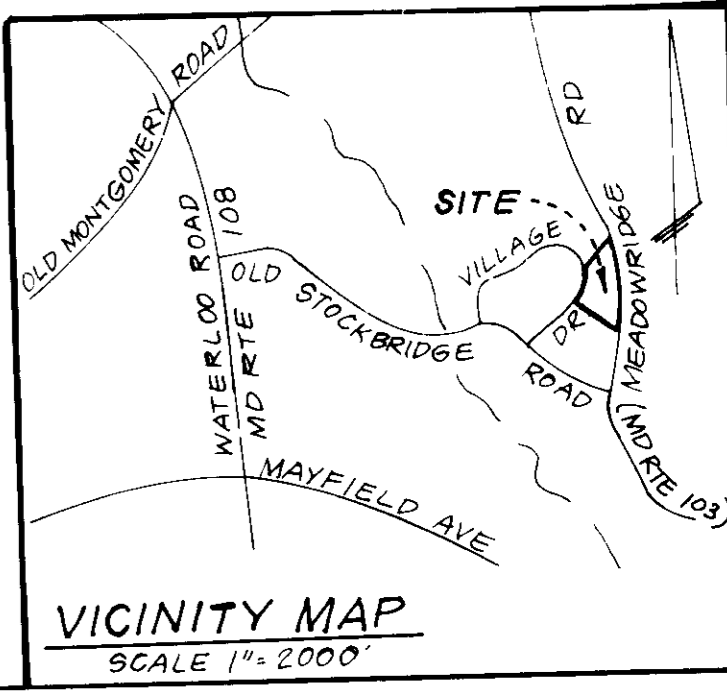 OLD MONTGOMERY ROAD
RD
SITE
VILLAGE DR
(N) MEADOWRIDGE
(MD RTE 103)
WATERLOO ROAD
MD RTE 108
OLD STOCKBRIDGE ROAD
MAYFIELD AVE
VICINITY MAP
SCALE 1"= 2000'